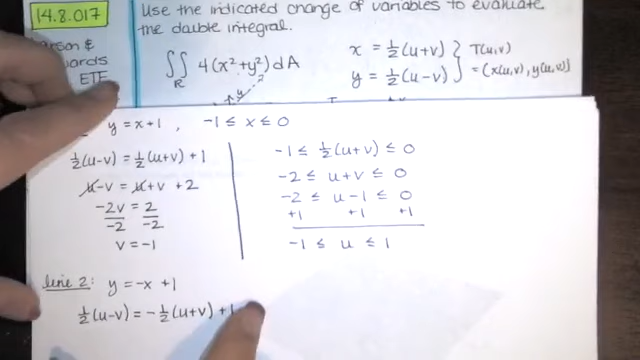 14.8.017
Use the indicated change of variables to evaluate
the double integral.
ETF
∬ 4(x²+y²)dA
R
x = ½(u+v) } T(u,v)
y = ½(u-v) } = (x(u,v), y(u,v))
y = x+1 , -1 ≤ x ≤ 0
½(u-v) = ½(u+v) +1
u-v = u+v +2
-2v = 2
-2 -2
v = -1
-1 ≤ ½(u+v) ≤ 0
-2 ≤ u+v ≤ 0
-2 ≤ u-1 ≤ 0
+1 +1 +1
-1 ≤ u ≤ 1
line 2: y = -x +1
½(u-v) = -½(u+v) +1